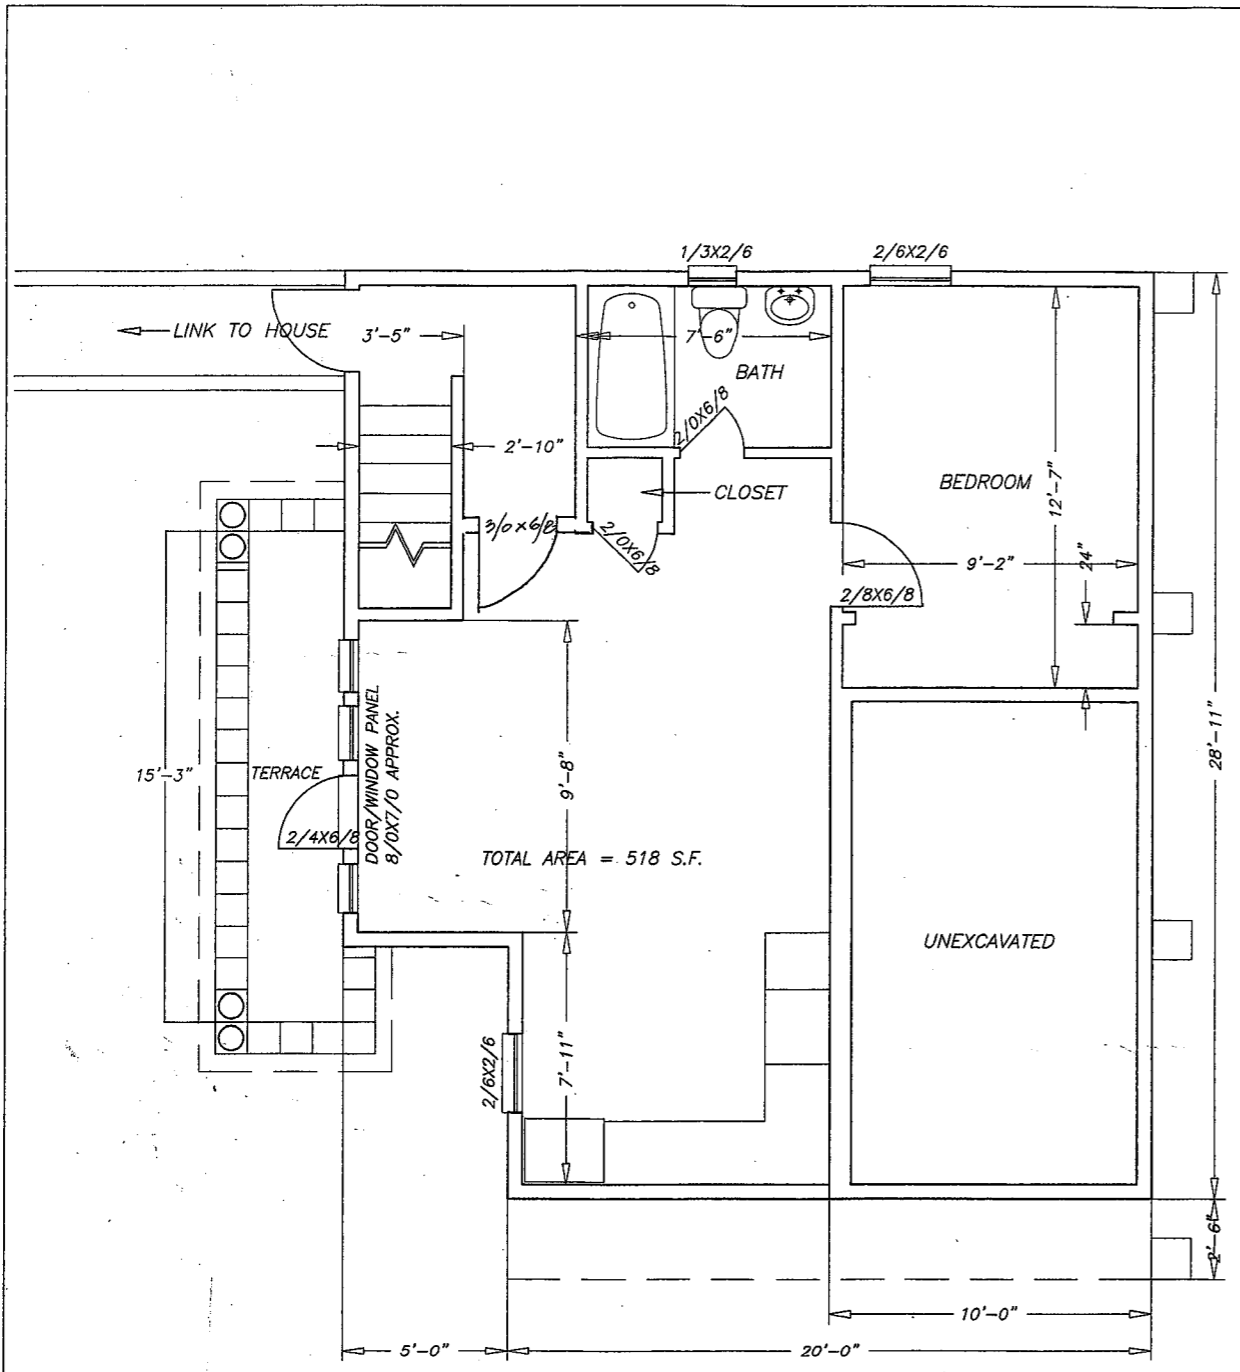 1/3X2/6
2/6X2/6
LINK TO HOUSE
3'-5"
7'-6"
BATH
2/0X6/8
2'-10"
BEDROOM
CLOSET
12'-7"
3/0x6/8
2/0X6/8
24"
9'-2"
2/8X6/8
DOOR/WINDOW PANEL
8/0X7/0 APPROX.
28'-11"
15'-3"
TERRACE
9'-8"
2/4X6/8
TOTAL AREA = 518 S.F.
UNEXCAVATED
2/6X2/6
7'-11"
2'-6"
10'-0"
5'-0"
20'-0"